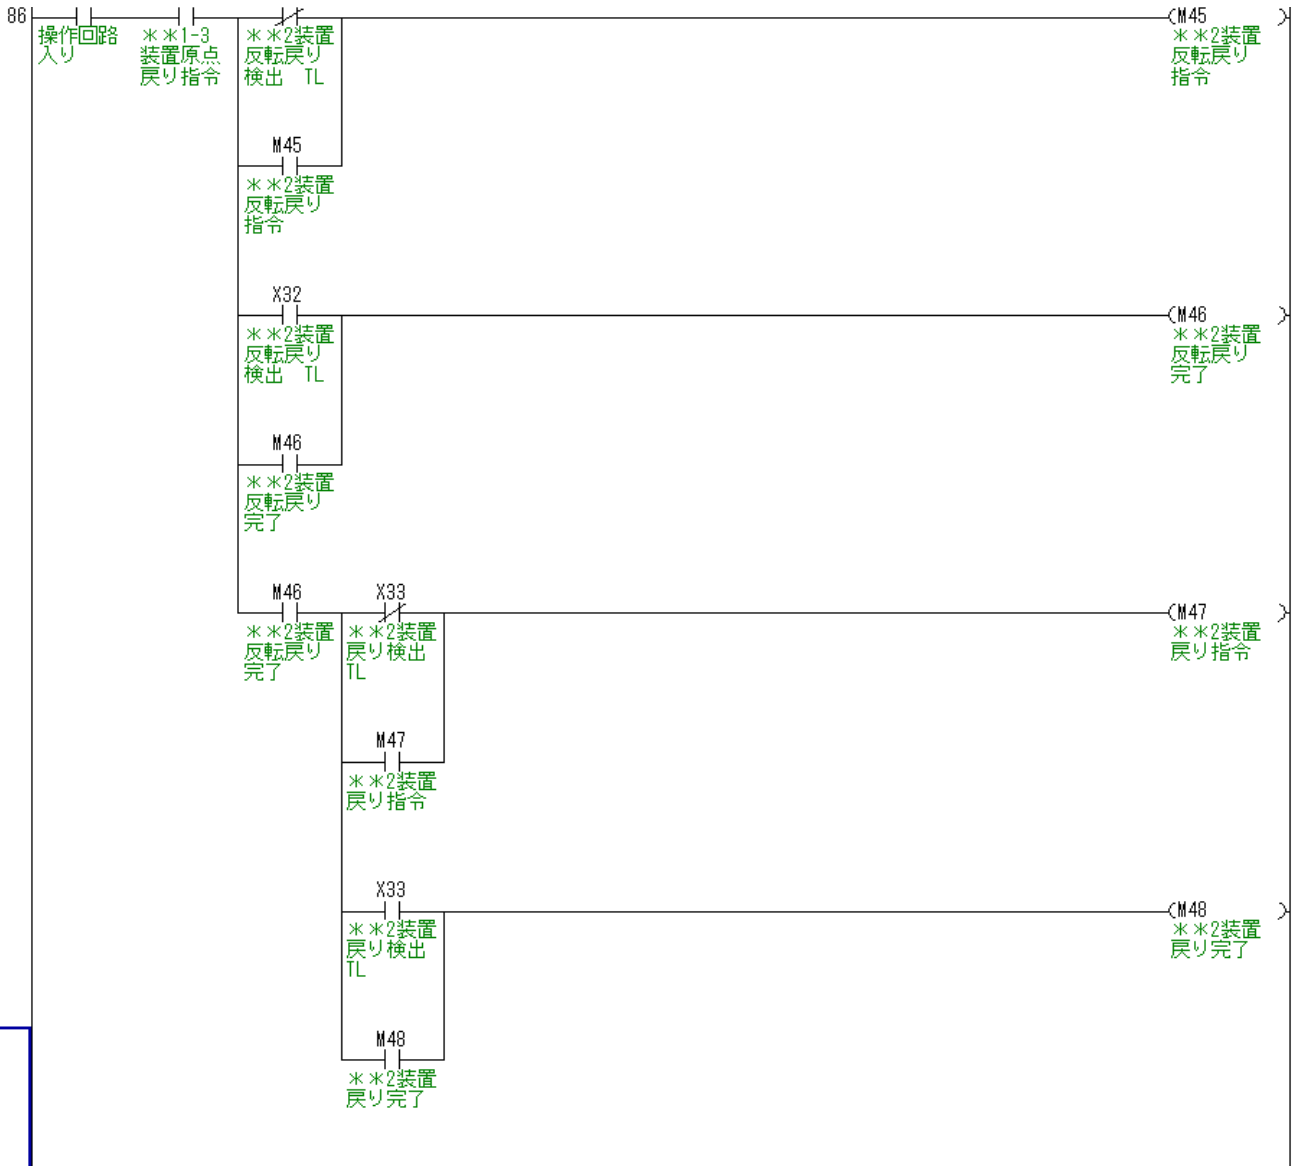 86
操作回路
入り
＊＊1-3
装置原点
戻り指令
＊＊2装置
反転戻り
検出　TL
(M45
＊＊2装置
反転戻り
指令
M45
＊＊2装置
反転戻り
指令
X32
＊＊2装置
反転戻り
検出　TL
(M46
＊＊2装置
反転戻り
完了
M46
＊＊2装置
反転戻り
完了
M46
＊＊2装置
反転戻り
完了
X33
＊＊2装置
戻り検出
TL
(M47
＊＊2装置
戻り指令
M47
＊＊2装置
戻り指令
X33
＊＊2装置
戻り検出
TL
(M48
＊＊2装置
戻り完了
M48
＊＊2装置
戻り完了